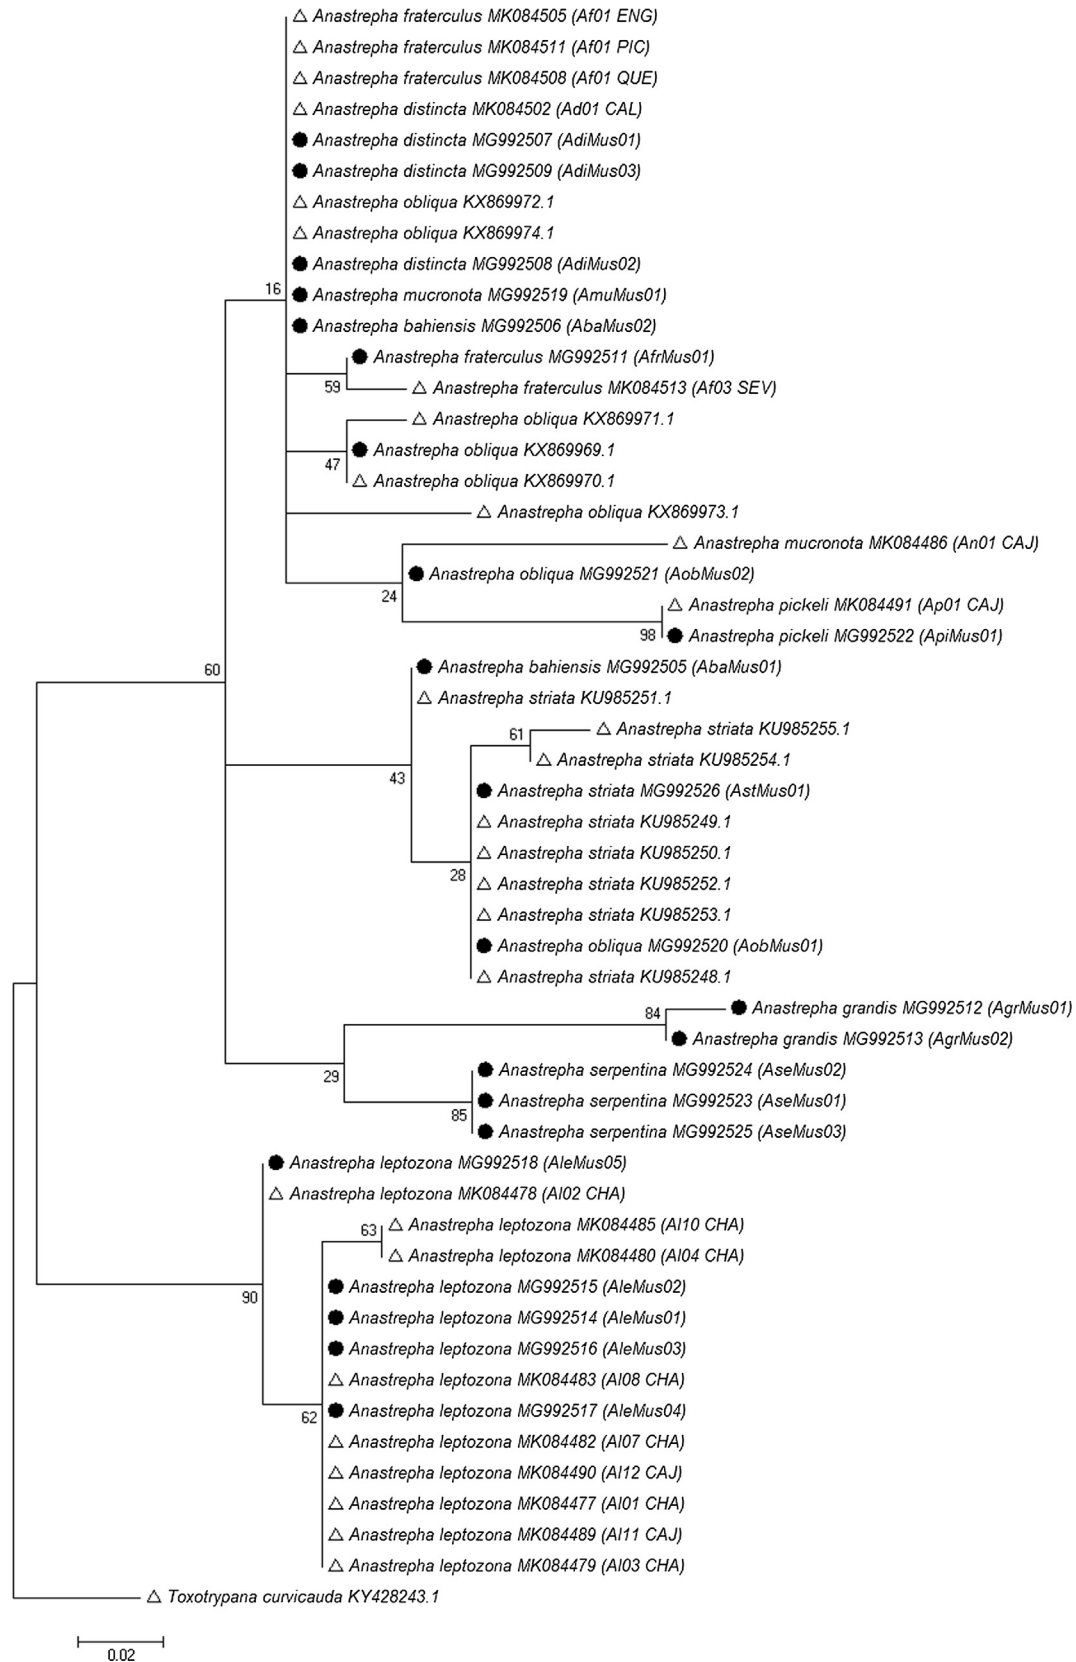 Anastrepha fraterculus MK084505 (Af01 ENG)
Anastrepha fraterculus MK084511 (Af01 PIC)
Anastrepha fraterculus MK084508 (Af01 QUE)
Anastrepha distincta MK084502 (Ad01 CAL)
Anastrepha distincta MG992507 (AdiMus01)
Anastrepha distincta MG992509 (AdiMus03)
Anastrepha obliqua KX869972.1
Anastrepha obliqua KX869974.1
Anastrepha distincta MG992508 (AdiMus02)
16
Anastrepha mucronota MG992519 (AmuMus01)
Anastrepha bahiensis MG992506 (AbaMus02)
Anastrepha fraterculus MG992511 (AfrMus01)
59
Anastrepha fraterculus MK084513 (Af03 SEV)
Anastrepha obliqua KX869971.1
Anastrepha obliqua KX869969.1
47
Anastrepha obliqua KX869970.1
Anastrepha obliqua KX869973.1
Anastrepha mucronota MK084486 (An01 CAJ)
Anastrepha obliqua MG992521 (AobMus02)
24
Anastrepha pickeli MK084491 (Ap01 CAJ)
98
Anastrepha pickeli MG992522 (ApiMus01)
60
Anastrepha bahiensis MG992505 (AbaMus01)
Anastrepha striata KU985251.1
61
Anastrepha striata KU985255.1
Anastrepha striata KU985254.1
43
Anastrepha striata MG992526 (AstMus01)
Anastrepha striata KU985249.1
Anastrepha striata KU985250.1
28
Anastrepha striata KU985252.1
Anastrepha striata KU985253.1
Anastrepha obliqua MG992520 (AobMus01)
Anastrepha striata KU985248.1
84
Anastrepha grandis MG992512 (AgrMus01)
Anastrepha grandis MG992513 (AgrMus02)
29
Anastrepha serpentina MG992524 (AseMus02)
Anastrepha serpentina MG992523 (AseMus01)
85
Anastrepha serpentina MG992525 (AseMus03)
Anastrepha leptozona MG992518 (AleMus05)
Anastrepha leptozona MK084478 (Al02 CHA)
63
Anastrepha leptozona MK084485 (Al10 CHA)
Anastrepha leptozona MK084480 (Al04 CHA)
90
Anastrepha leptozona MG992515 (AleMus02)
Anastrepha leptozona MG992514 (AleMus01)
Anastrepha leptozona MG992516 (AleMus03)
Anastrepha leptozona MK084483 (Al08 CHA)
62
Anastrepha leptozona MG992517 (AleMus04)
Anastrepha leptozona MK084482 (Al07 CHA)
Anastrepha leptozona MK084490 (Al12 CAJ)
Anastrepha leptozona MK084477 (Al01 CHA)
Anastrepha leptozona MK084489 (Al11 CAJ)
Anastrepha leptozona MK084479 (Al03 CHA)
Toxotrypana curvicauda KY428243.1
0.02